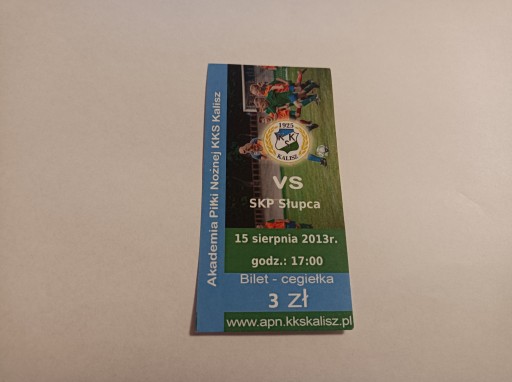 Akademia Piłki Nożnej KKS Kalisz
1925
KKS
KALISZ
VS
SKP Słupca
15 sierpnia 2013r.
godz.: 17:00
Bilet - cegiełka
3 Zł
www.apn.kkskalisz.pl